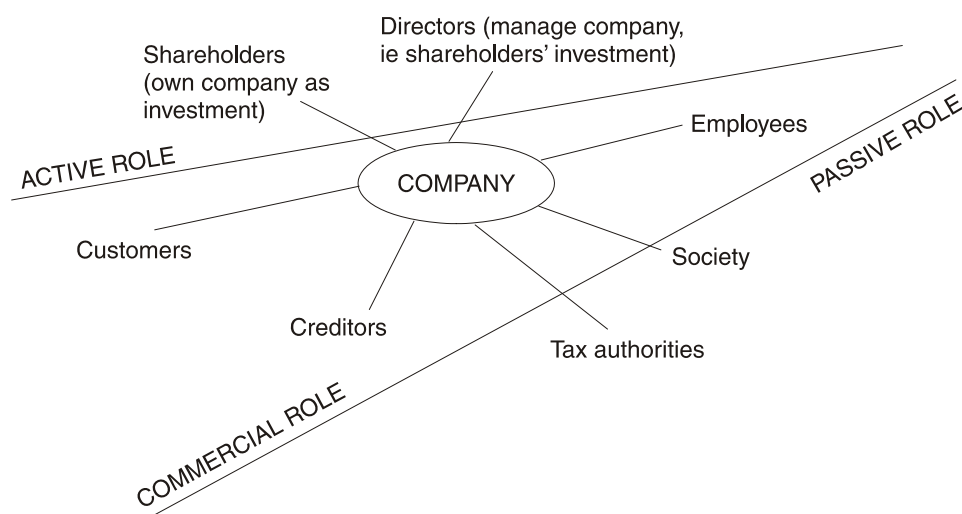 Directors (manage company,
ie shareholders’ investment)
Shareholders
(own company as
investment)
Employees
ACTIVE ROLE
COMPANY
PASSIVE ROLE
Customers
Society
Creditors
Tax authorities
COMMERCIAL ROLE